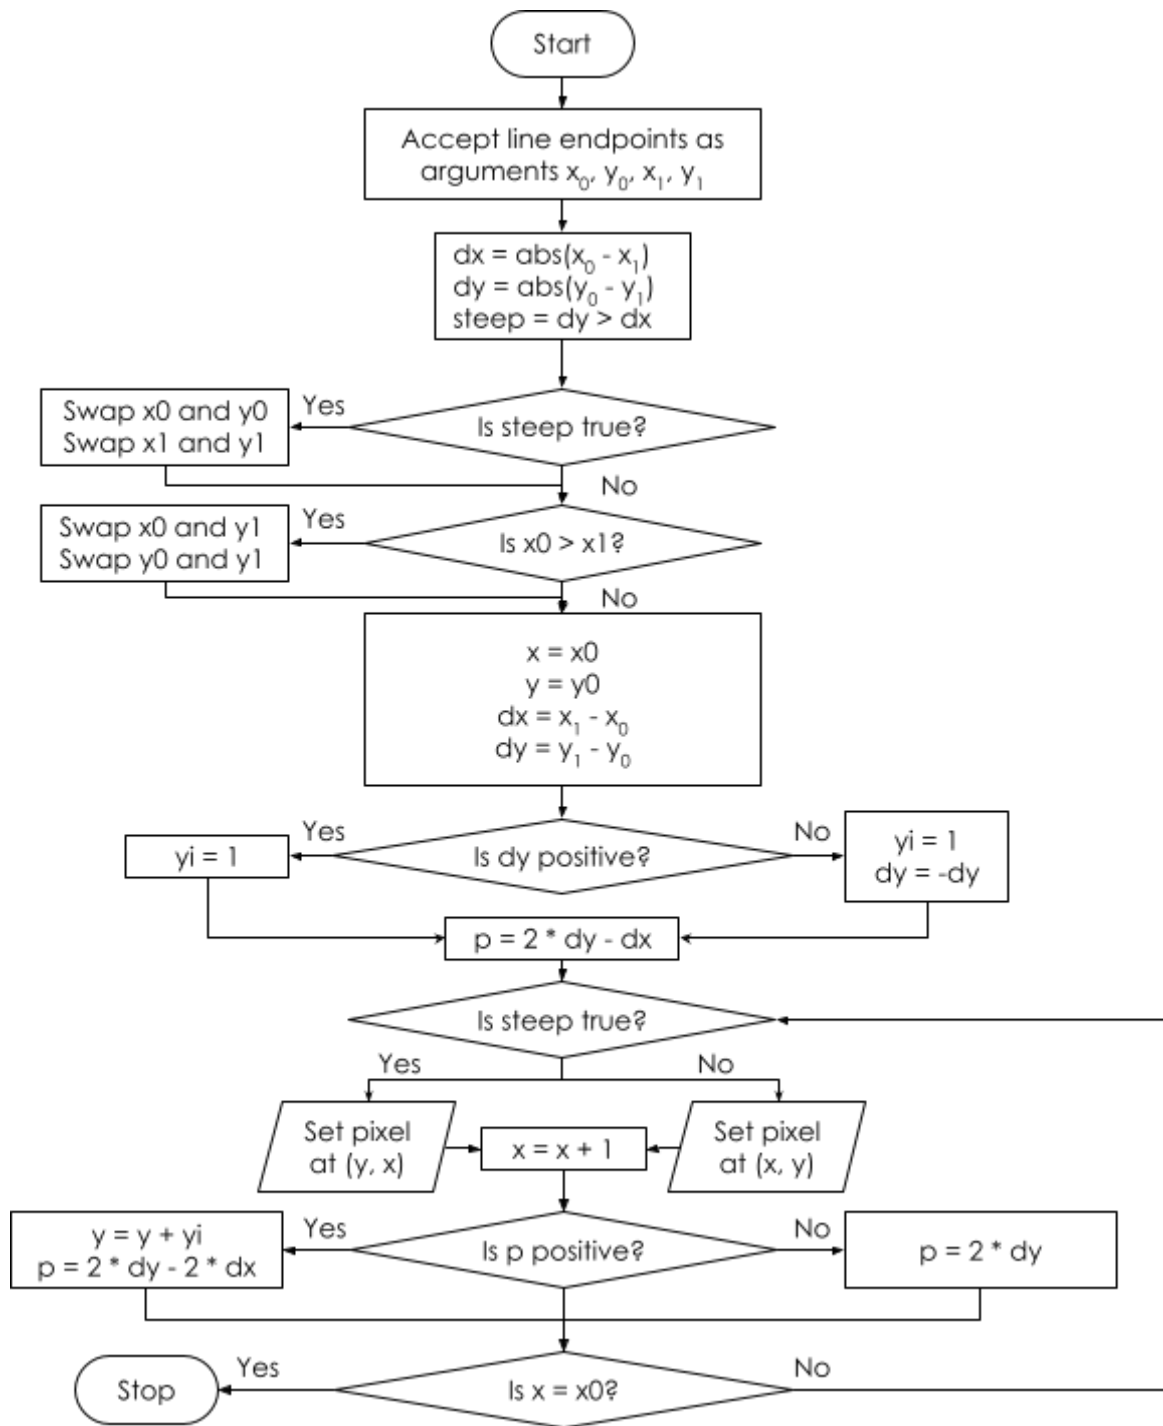 Start
Accept line endpoints as
arguments x₀, y₀, x₁, y₁
dx = abs(x₀ - x₁)
dy = abs(y₀ - y₁)
steep = dy > dx
Is steep true?
Yes
Swap x0 and y0
Swap x1 and y1
No
Is x0 > x1?
Yes
Swap x0 and y1
Swap y0 and y1
No
x = x0
y = y0
dx = x₁ - x₀
dy = y₁ - y₀
Is dy positive?
Yes
yi = 1
No
yi = 1
dy = -dy
p = 2 * dy - dx
Is steep true?
Yes
No
Set pixel
at (y, x)
x = x + 1
Set pixel
at (x, y)
Is p positive?
Yes
y = y + yi
p = 2 * dy - 2 * dx
No
p = 2 * dy
Is x = x0?
Yes
Stop
No